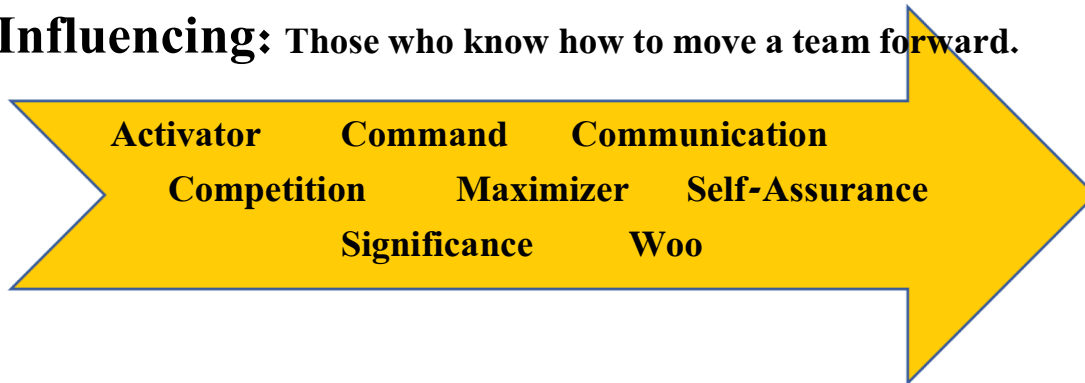 Influencing: Those who know how to move a team forward.
Activator Command Communication
Competition Maximizer Self-Assurance
Significance Woo